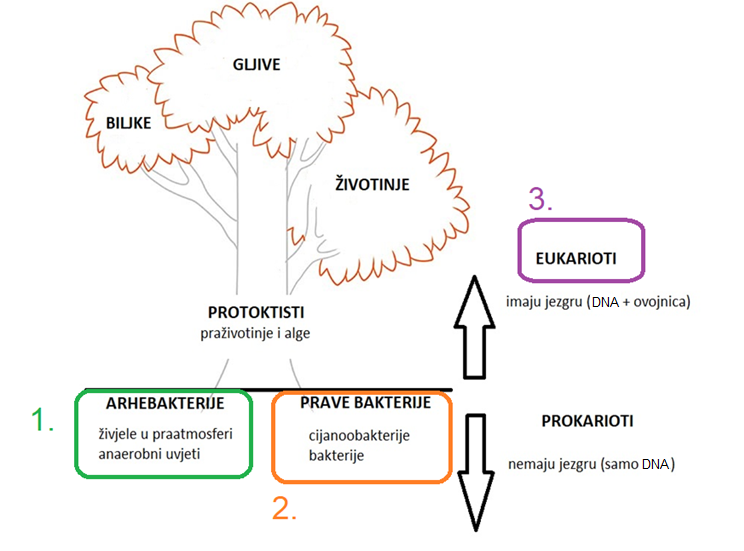 GLJIVE
BILJKE
ŽIVOTINJE
3.
EUKARIOTI
imaju jezgru (DNA + ovojnica)
PROTOKTISTI
praživotinje i alge
1.
ARHEBAKTERIJE
živjele u praatmosferi
anaerobni uvjeti
PRAVE BAKTERIJE
cijanoobakterije
bakterije
2.
PROKARIOTI
nemaju jezgru (samo DNA)